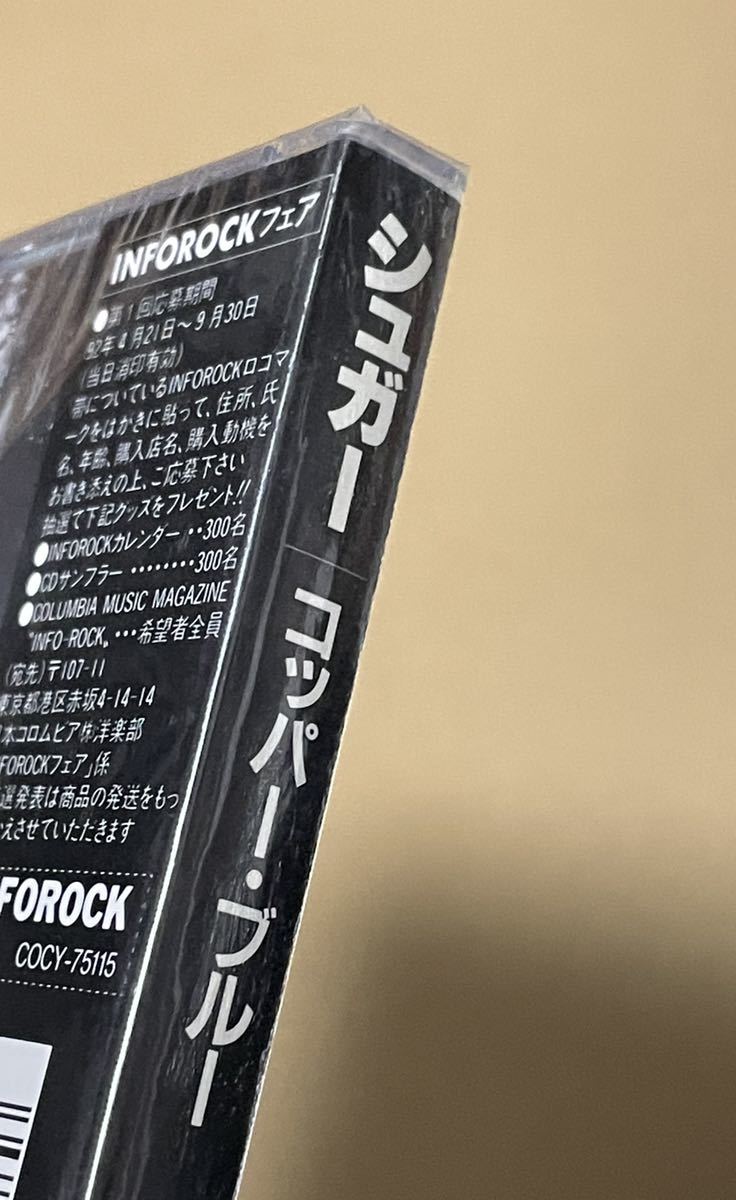 INFOROCKフェア
●第1回応募期間
92年4月21日〜9月30日
(当日消印有効)
帯についているINFOROCKロコマ
ークをはかきに貼って、住所、氏
名、年齢、購入店名、購入動機を
お書き添えの上、ご応募下さい
抽選で下記グッズをプレゼント!!
●INFOROCKカレンダー ‥300名
●CDサンプラー ………300名
●COLUMBIA MUSIC MAGAZINE
"INFO-ROCK„ …希望者全員
(宛先)〒107-11
東京都港区赤坂4-14-14
本コロムビア㈱洋楽部
FOROCKフェア」係
選発表は商品の発送をもっ
えさせていただきます
FOROCK
COCY-75115
シュガー
コッパー・ブルー